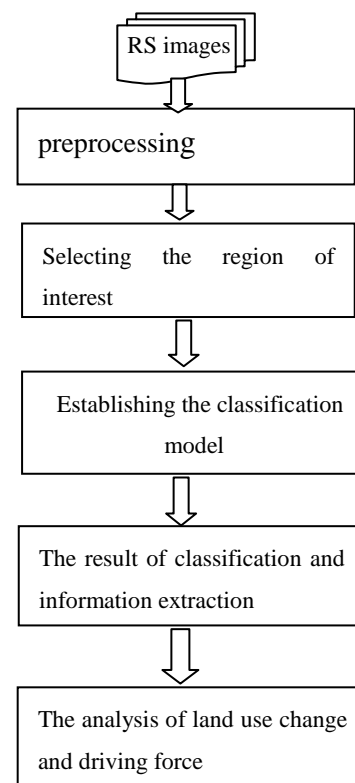 RS images
preprocessing
Selecting the region of
interest
Establishing the classification
model
The result of classification and
information extraction
The analysis of land use change
and driving force